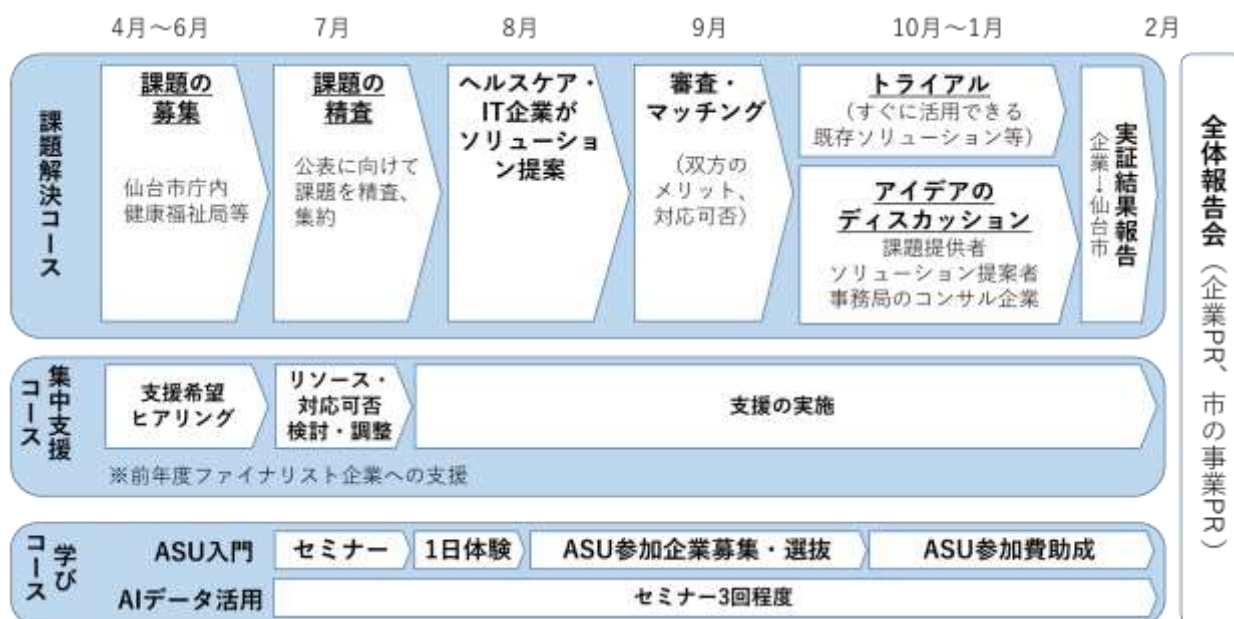 4月～6月
7月
8月
9月
10月～1月
2月
課題解決コース
課題の
募集
仙台市庁内
健康福祉局等
課題の
精査
公表に向けて
課題を精査、
集約
ヘルスケア・
IT企業が
ソリューショ
ン提案
審査・
マッチング
（双方の
メリット、
対応可否）
トライアル
（すぐに活用できる
既存ソリューション等）
アイデアの
ディスカッション
課題提供者
ソリューション提案者
事務局のコンサル企業
実証結果報告
企業→仙台市
全体報告会（企業PR、市の事業PR）
集中支援
コース
支援希望
ヒアリング
リソース・
対応可否
検討・調整
支援の実施
※前年度ファイナリスト企業への支援
学び
コース
ASU入門
セミナー
1日体験
ASU参加企業募集・選抜
ASU参加費助成
AIデータ活用
セミナー3回程度